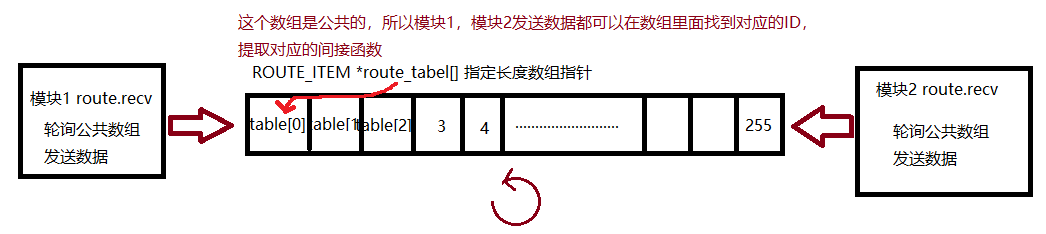 这个数组是公共的，所以模块1，模块2发送数据都可以在数组里面找到对应的ID，
提取对应的间接函数
ROUTE_ITEM *route_tabel[] 指定长度数组指针
模块1 route.recv
轮询公共数组
发送数据
table[0]
table[1
table[2]
3
4
............................
255
模块2 route.recv
轮询公共数组
发送数据